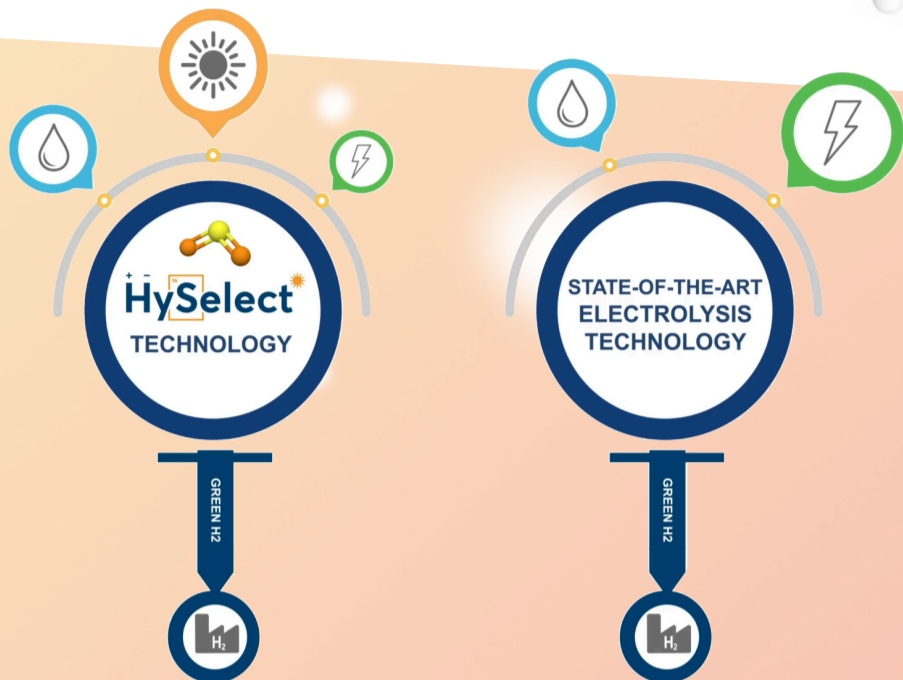 HySelect
TECHNOLOGY
GREEN H2
H2
STATE-OF-THE-ART
ELECTROLYSIS
TECHNOLOGY
GREEN H2
H2